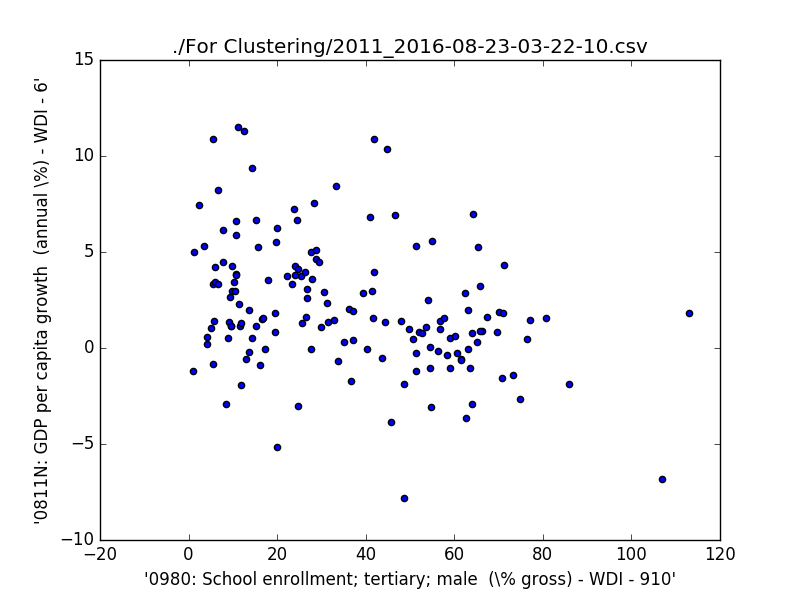 ./For Clustering/2011_2016-08-23-03-22-10.csv
'0811N: GDP per capita growth  (annual \%) - WDI - 6'
15
10
5
0
−5
−10
−20 0 20 40 60 80 100 120
'0980: School enrollment; tertiary; male  (\% gross) - WDI - 910'